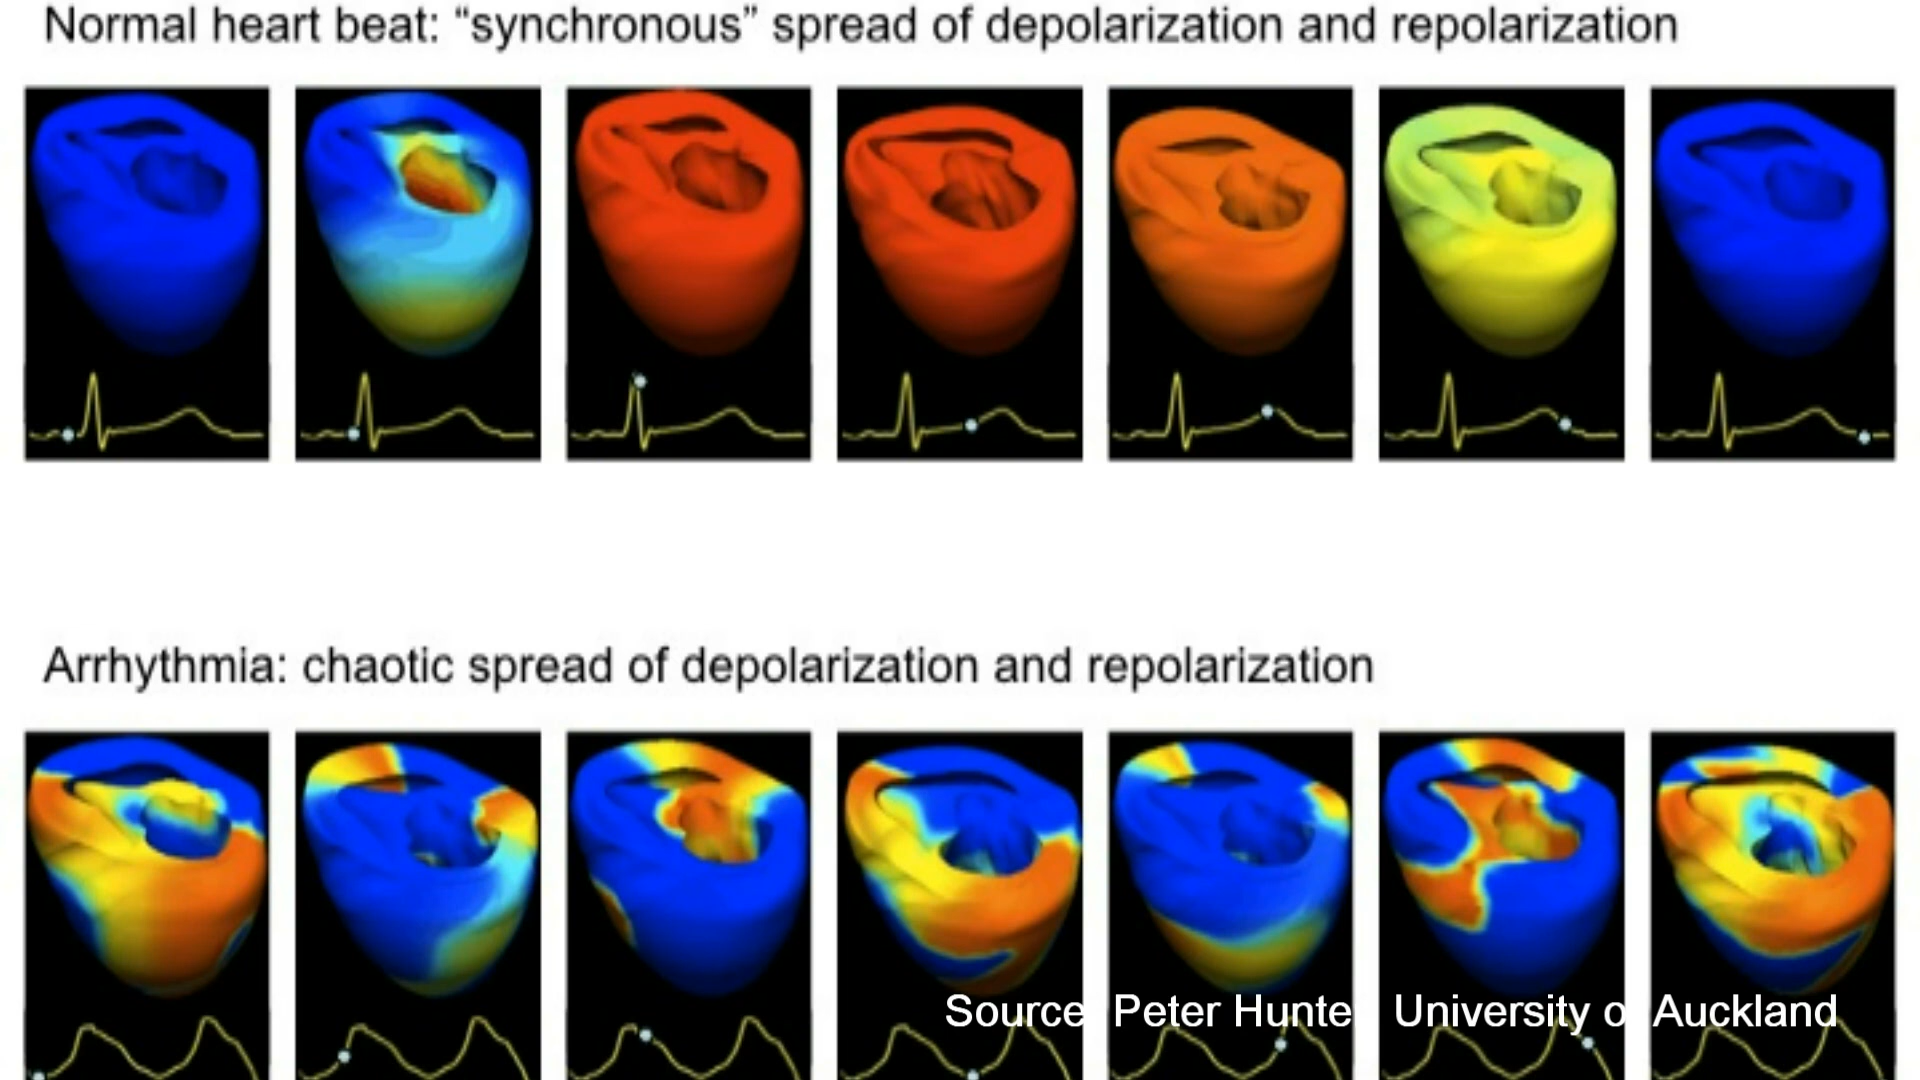 Normal heart beat: “synchronous” spread of depolarization and repolarization
Arrhythmia: chaotic spread of depolarization and repolarization
Source Peter Hunte University o Auckland